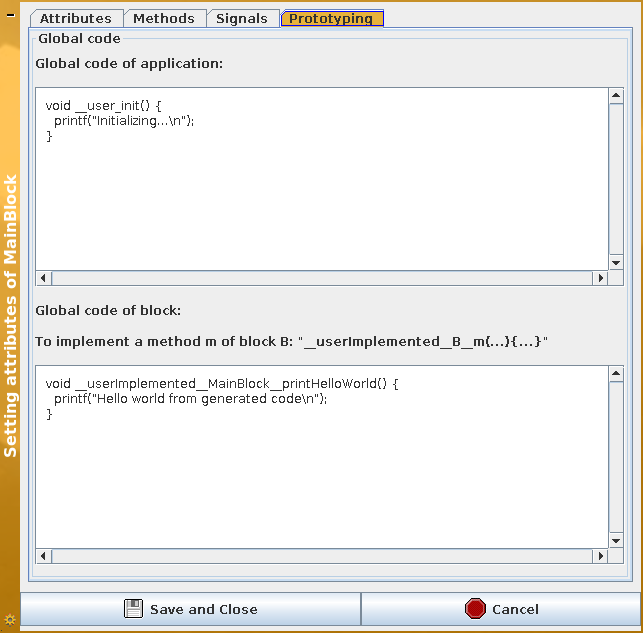 Setting attributes of MainBlock
Attributes Methods Signals Prototyping
Global code
Global code of application:
void __user_init() {
  printf("Initializing...\n");
}
Global code of block:
To implement a method m of block B: "__userImplemented__B__m(...){...}"
void __userImplemented__MainBlock__printHelloWorld() {
  printf("Hello world from generated code\n");
}
Save and Close Cancel